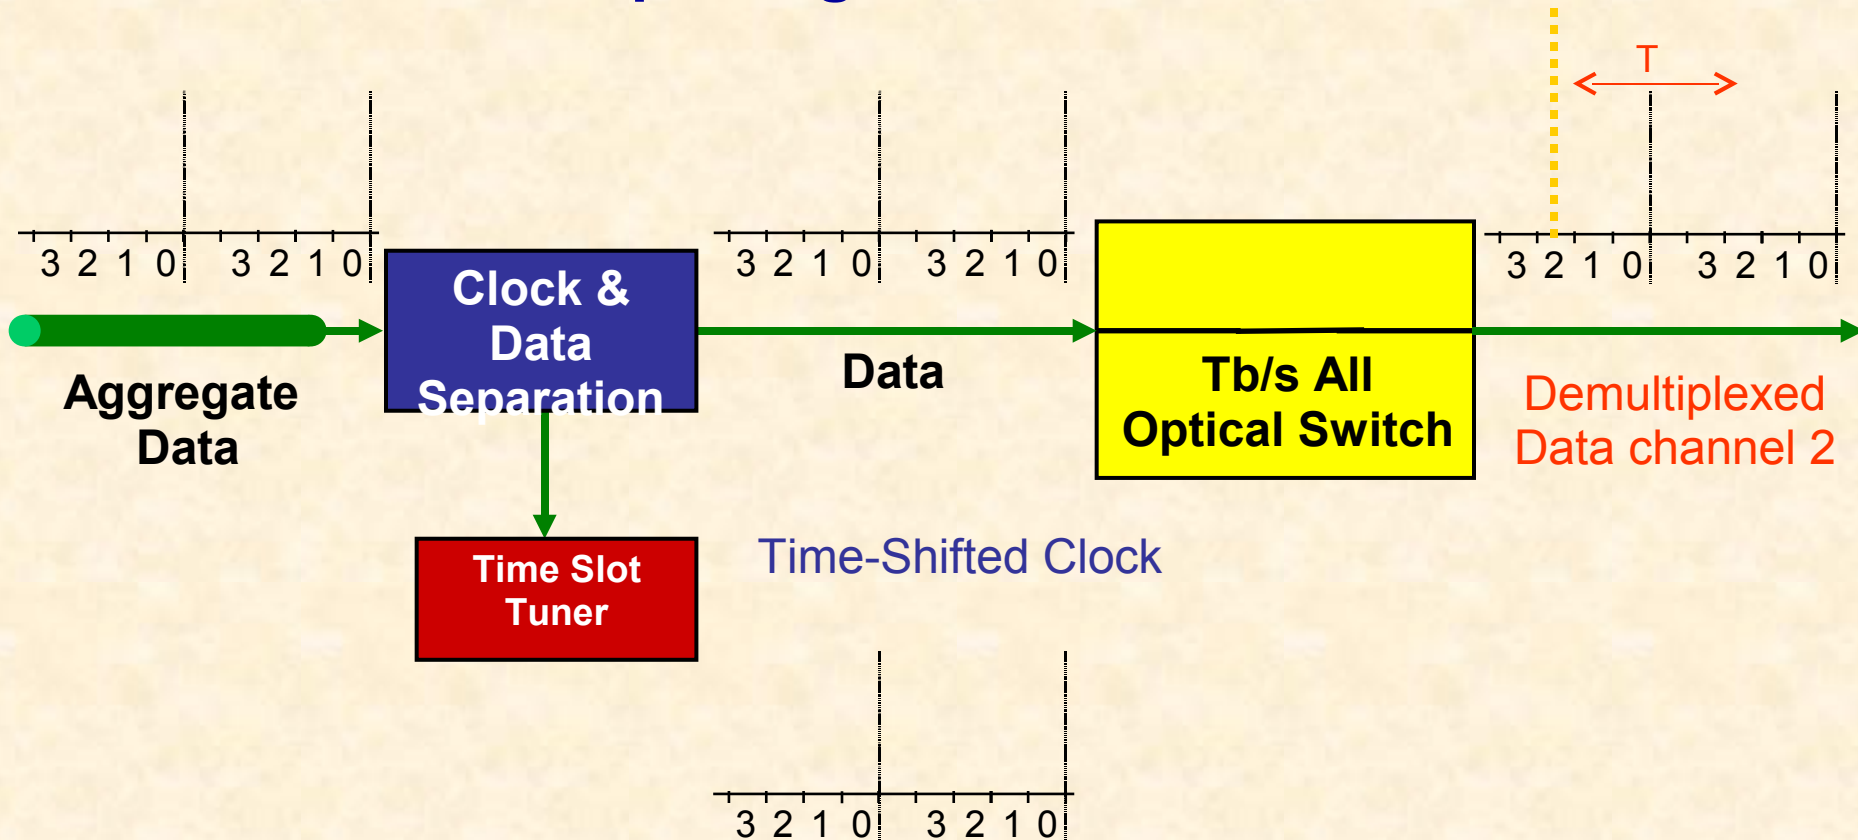 T
3 2 1 0 3 2 1 0
3 2 1 0 3 2 1 0
3 2 1 0 3 2 1 0
Clock &
Data
Separation
Aggregate
Data
Data
Tb/s All
Optical Switch
Demultiplexed
Data channel 2
Time Slot
Tuner
Time-Shifted Clock
3 2 1 0 3 2 1 0